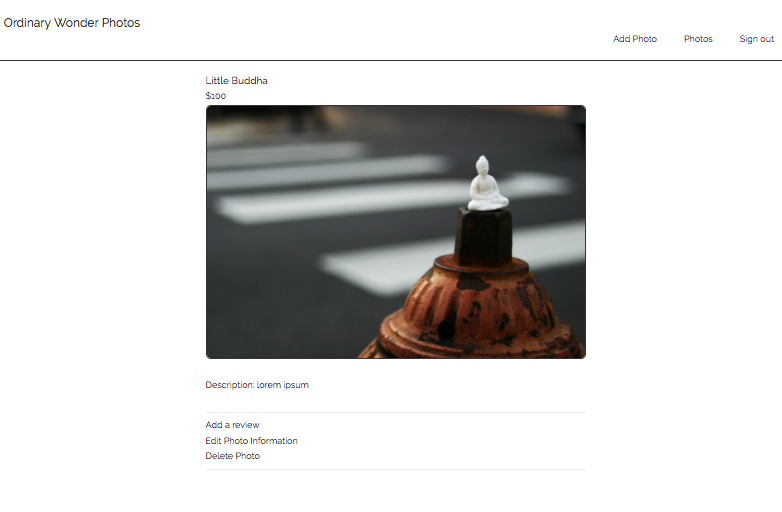 Ordinary Wonder Photos
Add Photo Photos Sign out
Little Buddha
$100
Description: lorem ipsum
Add a review
Edit Photo Information
Delete Photo